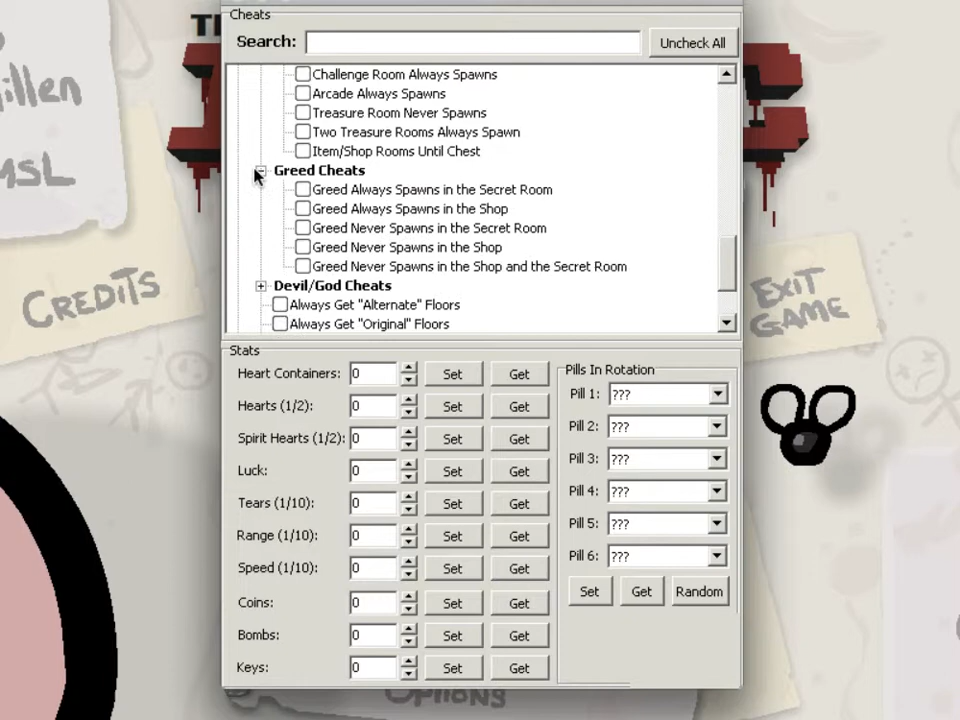 Cheats
Search:
Uncheck All
Challenge Room Always Spawns
Arcade Always Spawns
Treasure Room Never Spawns
Two Treasure Rooms Always Spawn
Item/Shop Rooms Until Chest
Greed Cheats
Greed Always Spawns in the Secret Room
Greed Always Spawns in the Shop
Greed Never Spawns in the Secret Room
Greed Never Spawns in the Shop
Greed Never Spawns in the Shop and the Secret Room
Devil/God Cheats
Always Get "Alternate" Floors
Always Get "Original" Floors
Stats
Heart Containers: 0 Set Get
Hearts (1/2): 0 Set Get
Spirit Hearts (1/2): 0 Set Get
Luck: 0 Set Get
Tears (1/10): 0 Set Get
Range (1/10): 0 Set Get
Speed (1/10): 0 Set Get
Coins: 0 Set Get
Bombs: 0 Set Get
Keys: 0 Set Get
Pills In Rotation
Pill 1: ???
Pill 2: ???
Pill 3: ???
Pill 4: ???
Pill 5: ???
Pill 6: ???
Set Get Random
CREDITS
EXIT
GAME
OPTIONS